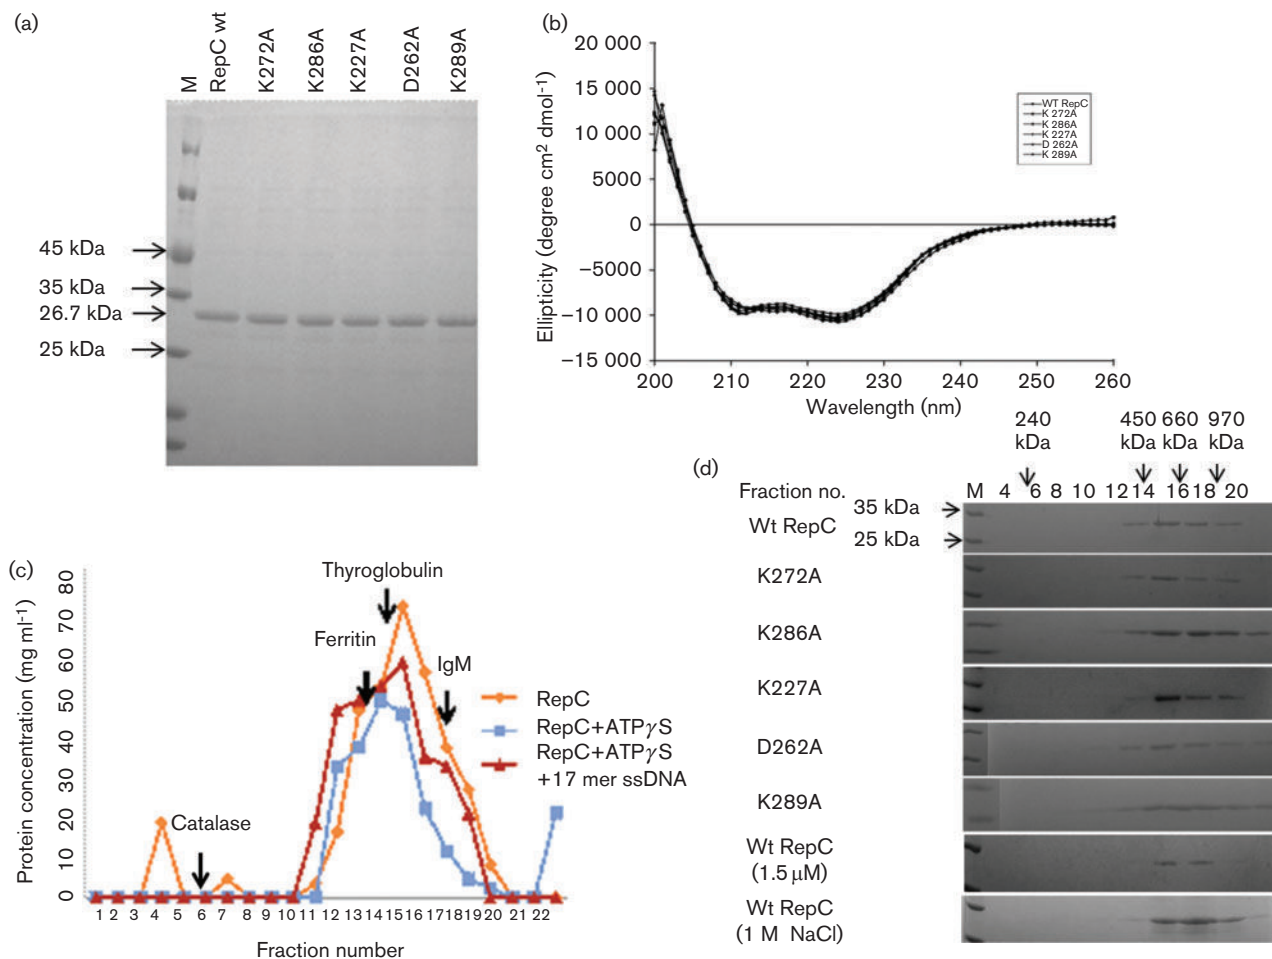 (a)
M
RepC wt
K272A
K286A
K227A
D262A
K289A
45 kDa
35 kDa
26.7 kDa
25 kDa
(b)
20 000
15 000
10 000
5000
0
−5000
−10 000
−15 000
Ellipticity (degree cm2 dmol-1)
200 210 220 230 240 250 260
Wavelength (nm)
WT RepC
K 272A
K 286A
K 227A
D 262A
K 289A
(c)
80
70
60
50
40
30
20
10
0
Protein concentration (mg ml-1)
Thyroglobulin
Ferritin
IgM
Catalase
RepC
RepC+ATPγS
RepC+ATPγS
+17 mer ssDNA
1 2 3 4 5 6 7 8 9 10 11 12 13 14 15 16 17 18 19 20 21 22
Fraction number
(d)
240 450 660 970
kDa kDa kDa kDa
Fraction no. M 4 6 8 10 12 14 16 18 20
35 kDa
Wt RepC
25 kDa
K272A
K286A
K227A
D262A
K289A
Wt RepC
(1.5 μM)
Wt RepC
(1 M NaCl)